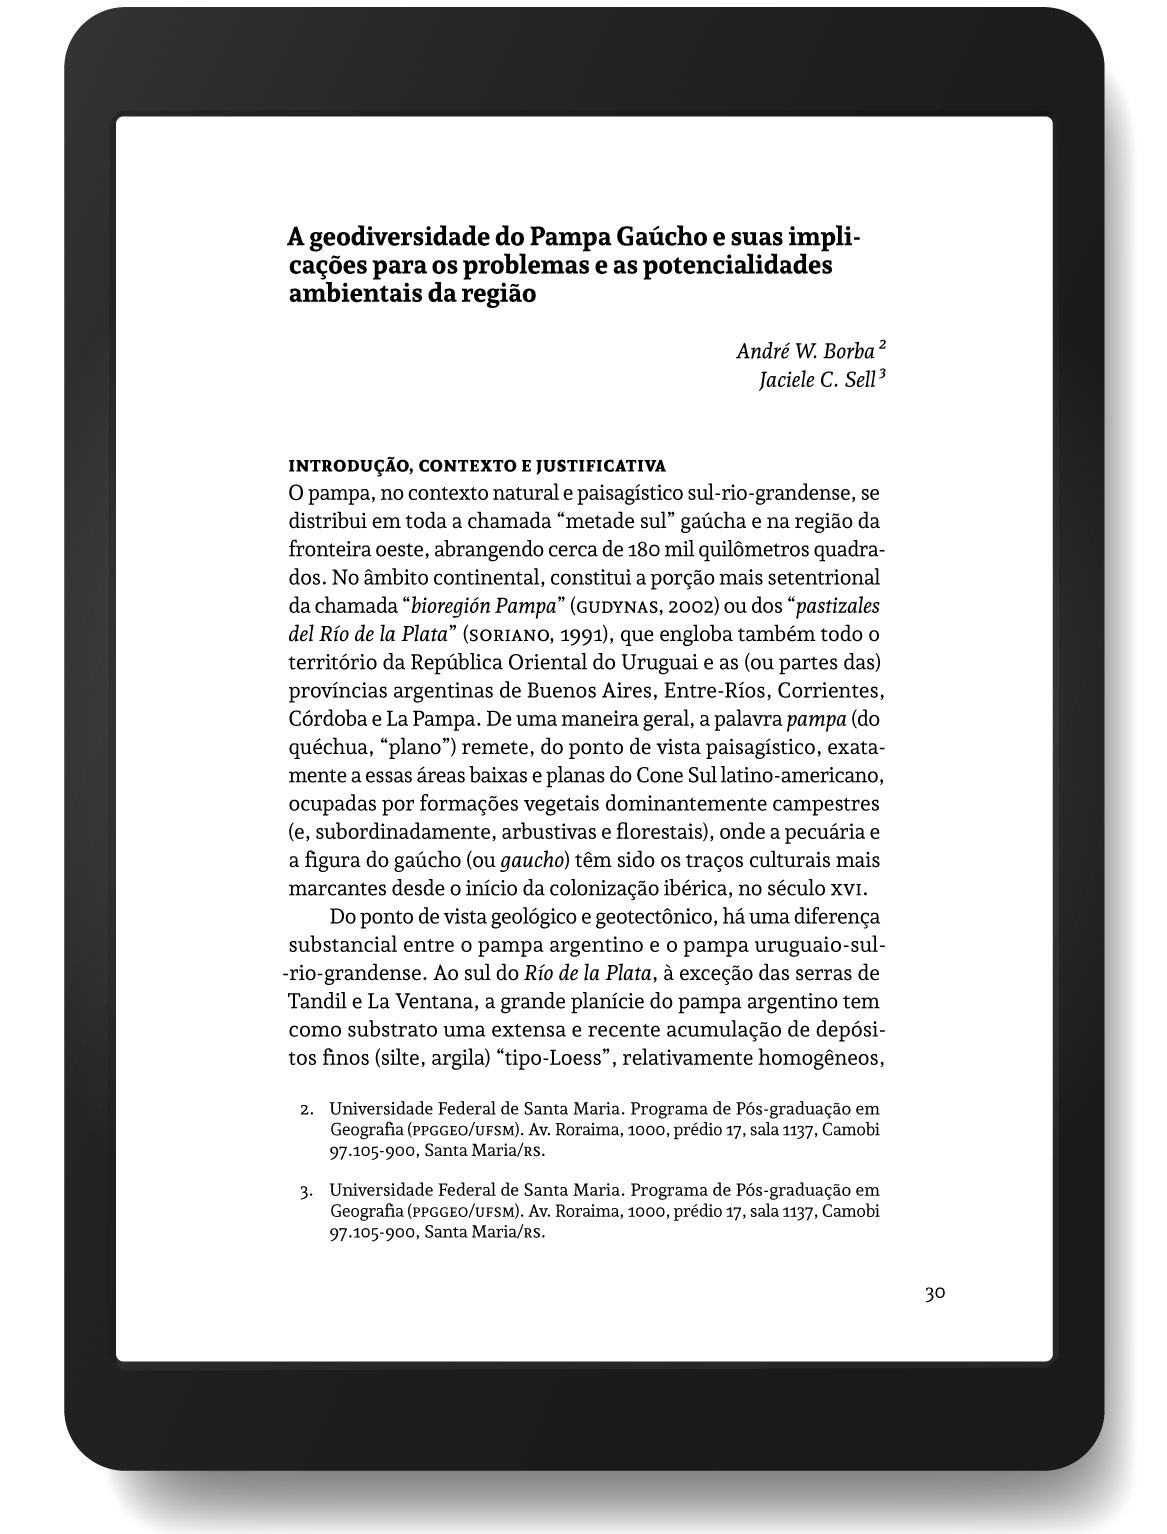 A geodiversidade do Pampa Gaúcho e suas impli-
cações para os problemas e as potencialidades
ambientais da região
André W. Borba ²
Jaciele C. Sell ³
INTRODUÇÃO, CONTEXTO E JUSTIFICATIVA
O pampa, no contexto natural e paisagístico sul-rio-grandense, se
distribui em toda a chamada “metade sul” gaúcha e na região da
fronteira oeste, abrangendo cerca de 180 mil quilômetros quadra-
dos. No âmbito continental, constitui a porção mais setentrional
da chamada “bioregión Pampa” (GUDYNAS, 2002) ou dos “pastizales
del Río de la Plata” (SORIANO, 1991), que engloba também todo o
território da República Oriental do Uruguai e as (ou partes das)
províncias argentinas de Buenos Aires, Entre-Ríos, Corrientes,
Córdoba e La Pampa. De uma maneira geral, a palavra pampa (do
quéchua, “plano”) remete, do ponto de vista paisagístico, exata-
mente a essas áreas baixas e planas do Cone Sul latino-americano,
ocupadas por formações vegetais dominantemente campestres
(e, subordinadamente, arbustivas e florestais), onde a pecuária e
a figura do gaúcho (ou gaucho) têm sido os traços culturais mais
marcantes desde o início da colonização ibérica, no século XVI.
Do ponto de vista geológico e geotectônico, há uma diferença
substancial entre o pampa argentino e o pampa uruguaio-sul-
-rio-grandense. Ao sul do Río de la Plata, à exceção das serras de
Tandil e La Ventana, a grande planície do pampa argentino tem
como substrato uma extensa e recente acumulação de depósi-
tos finos (silte, argila) “tipo-Loess”, relativamente homogêneos,
2. Universidade Federal de Santa Maria. Programa de Pós-graduação em
Geografia (PPGGEO/UFSM). Av. Roraima, 1000, prédio 17, sala 1137, Camobi
97.105-900, Santa Maria/RS.
3. Universidade Federal de Santa Maria. Programa de Pós-graduação em
Geografia (PPGGEO/UFSM). Av. Roraima, 1000, prédio 17, sala 1137, Camobi
97.105-900, Santa Maria/RS.
30